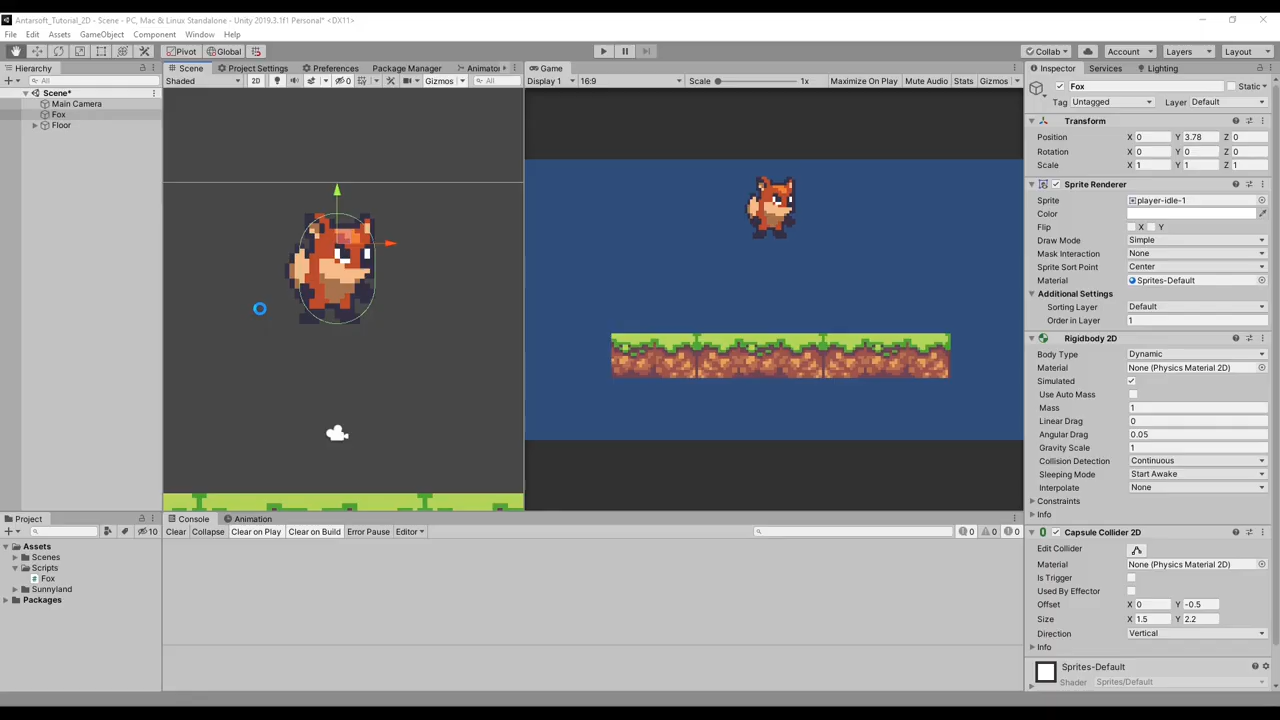 Antarsoft_Tutorial_2D - Scene - PC, Mac & Linux Standalone - Unity 2019.3.1f1 Personal* <DX11>
File Edit Assets GameObject Component Window Help
Pivot Global Collab Account Layers Layout
Hierarchy Scene Project Settings Preferences Package Manager Animator Game Inspector Services Lighting
All Shaded 2D 0 Gizmos All Display 1 16:9 Scale 1x Maximize On Play Mute Audio Stats Gizmos Fox Static
Scene*
Main Camera Tag Untagged Layer Default
Fox
Floor Transform
Position X 0 Y 3.78 Z 0
Rotation X 0 Y 0 Z 0
Scale X 1 Y 1 Z 1
Sprite Renderer
Sprite player-idle-1
Color
Flip X Y
Draw Mode Simple
Mask Interaction None
Sprite Sort Point Center
Material Sprites-Default
Additional Settings
Sorting Layer Default
Order in Layer 1
Rigidbody 2D
Body Type Dynamic
Material None (Physics Material 2D)
Simulated
Use Auto Mass
Mass 1
Linear Drag 0
Angular Drag 0.05
Gravity Scale 1
Collision Detection Continuous
Sleeping Mode Start Awake
Interpolate None
Constraints
Info
Project Console Animation
10 Clear Collapse Clear on Play Clear on Build Error Pause Editor 0 0 0
Capsule Collider 2D
Assets Edit Collider
Scenes
Scripts Material None (Physics Material 2D)
Fox Is Trigger
Sunnyland Used By Effector
Packages
Offset X 0 Y -0.5
Size X 1.5 Y 2.2
Direction Vertical
Info
Sprites-Default
Shader Sprites/Default